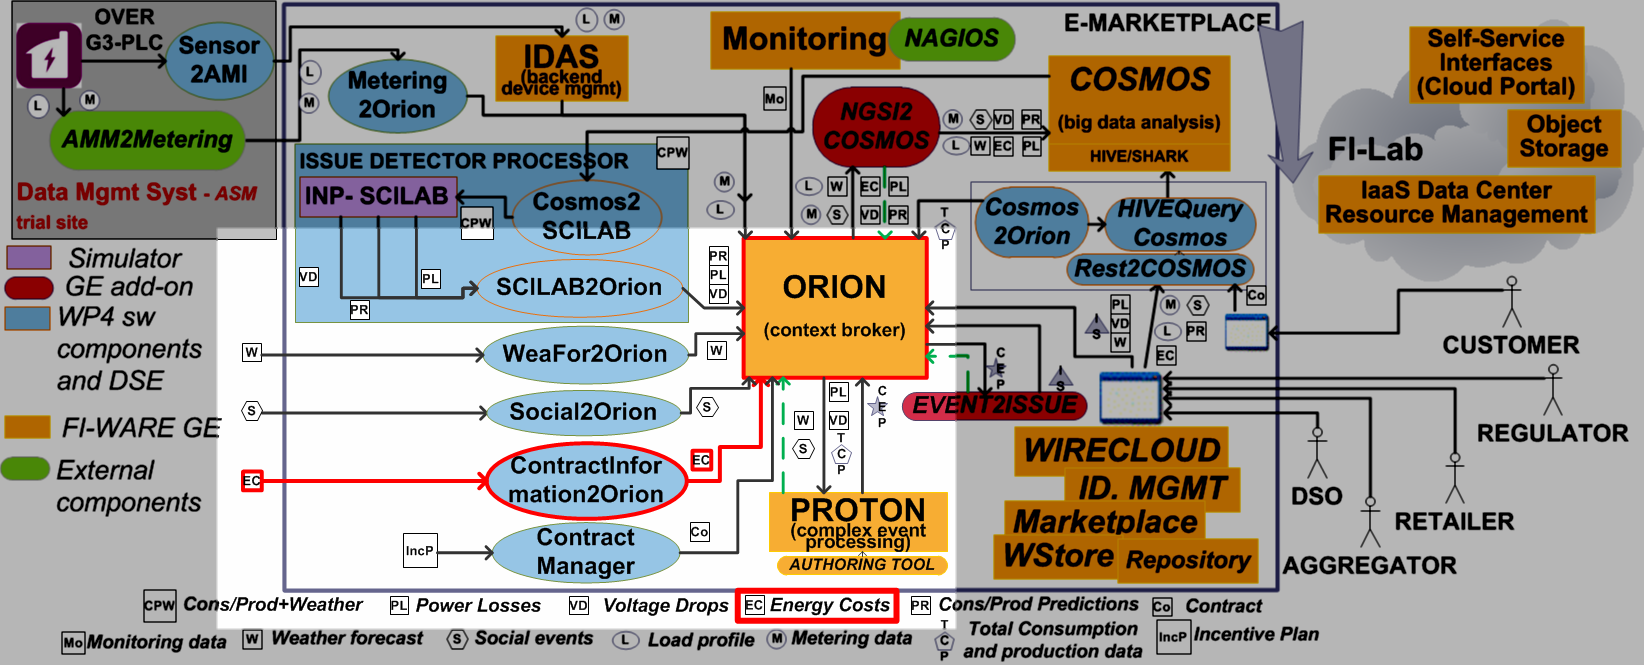 OVER
G3-PLC
Sensor
2AMI
L
M
AMM2Metering
Data Mgmt Syst - ASM
trial site
Simulator
GE add-on
WP4 sw
components
and DSE
FI-WARE GE
External
components
L
M
L
M
Metering
2Orion
IDAS
(backend
device mgmt)
Monitoring
NAGIOS
E-MARKETPLACE
Mo
NGSI2
COSMOS
M S VD PR
L W EC PL
COSMOS
(big data analysis)
HIVE/SHARK
Self-Service
Interfaces
(Cloud Portal)
Object
Storage
FI-Lab
IaaS Data Center
Resource Management
ISSUE DETECTOR PROCESSOR
CPW
INP- SCILAB
CPW
Cosmos2
SCILAB
VD
PL
PR
SCILAB2Orion
M
L
L W EC PL
M S VD PR
T
C
P
Cosmos
2Orion
HIVEQuery
Cosmos
Rest2COSMOS
PR
PL
VD
ORION
(context broker)
PL
VD
W
IS
M S
L PR
EC
Co
CUSTOMER
REGULATOR
DSO
RETAILER
AGGREGATOR
W
WeaFor2Orion
W
S
Social2Orion
S
EC
ContractInfor
mation2Orion
EC
IncP
Contract
Manager
Co
W
S
PL
VD
T
C
P
C
E
P
C
E
P
IS
EVENT2ISSUE
PROTON
(complex event
processing)
AUTHORING TOOL
WIRECLOUD
ID. MGMT
Marketplace
WStore
Repository
CPW Cons/Prod+Weather
PL Power Losses
VD Voltage Drops
EC Energy Costs
PR Cons/Prod Predictions
Co Contract
Mo Monitoring data
W Weather forecast
S Social events
L Load profile
M Metering data
T
C
P
Total Consumption
and production data
IncP Incentive Plan